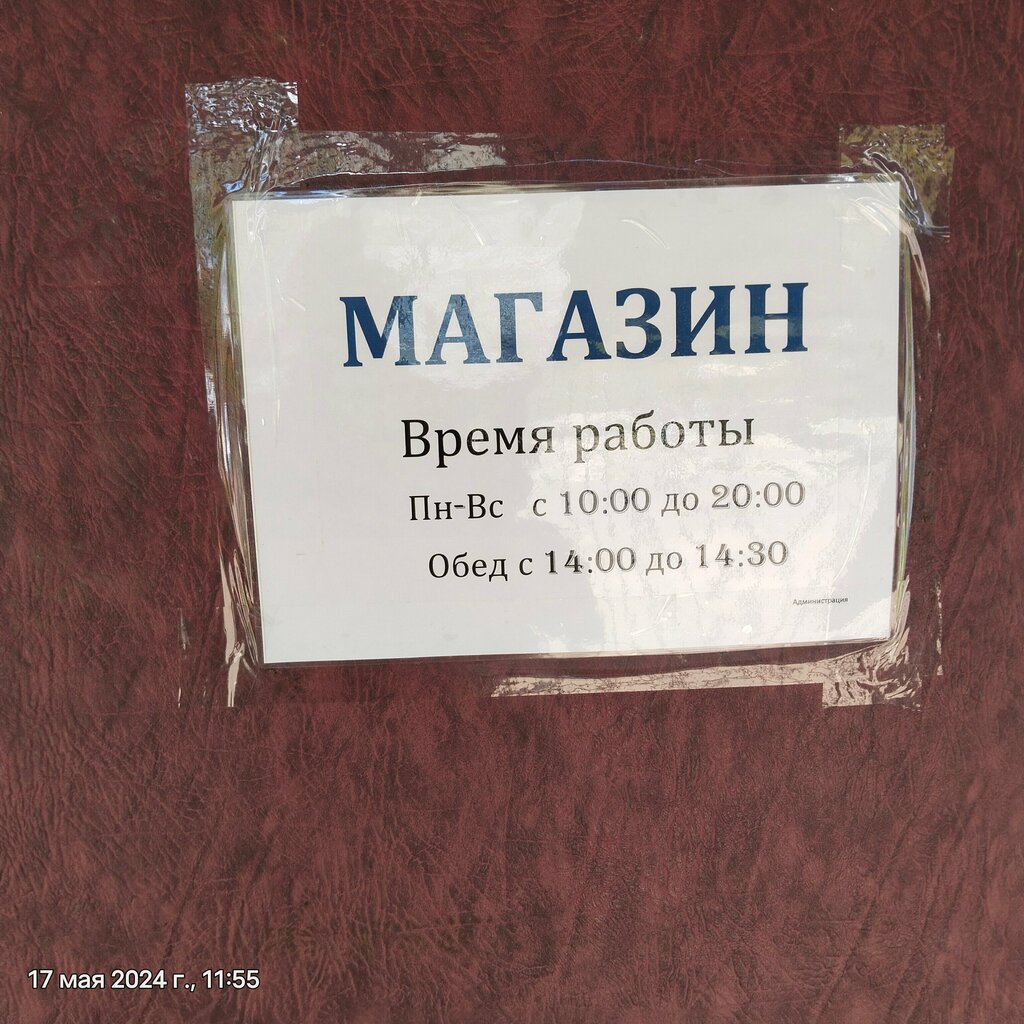 МАГАЗИН
Время работы
Пн-Вс с 10:00 до 20:00
Обед с 14:00 до 14:30
Администрация
17 мая 2024 г., 11:55